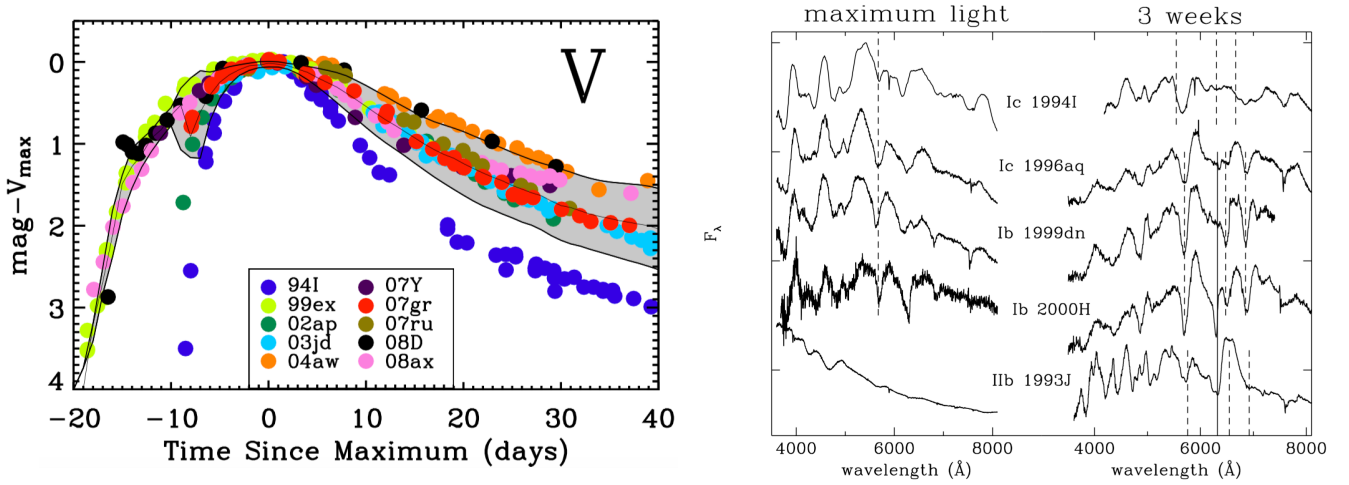 V
mag-Vmax
0
1
2
3
4
94I
99ex
02ap
03jd
04aw
07Y
07gr
07ru
08D
08ax
-20 -10 0 10 20 30 40
Time Since Maximum (days)
maximum light
3 weeks
Fλ
Ic 1994I
Ic 1996aq
Ib 1999dn
Ib 2000H
IIb 1993J
4000 6000 8000
wavelength (Å)
4000 6000 8000
wavelength (Å)